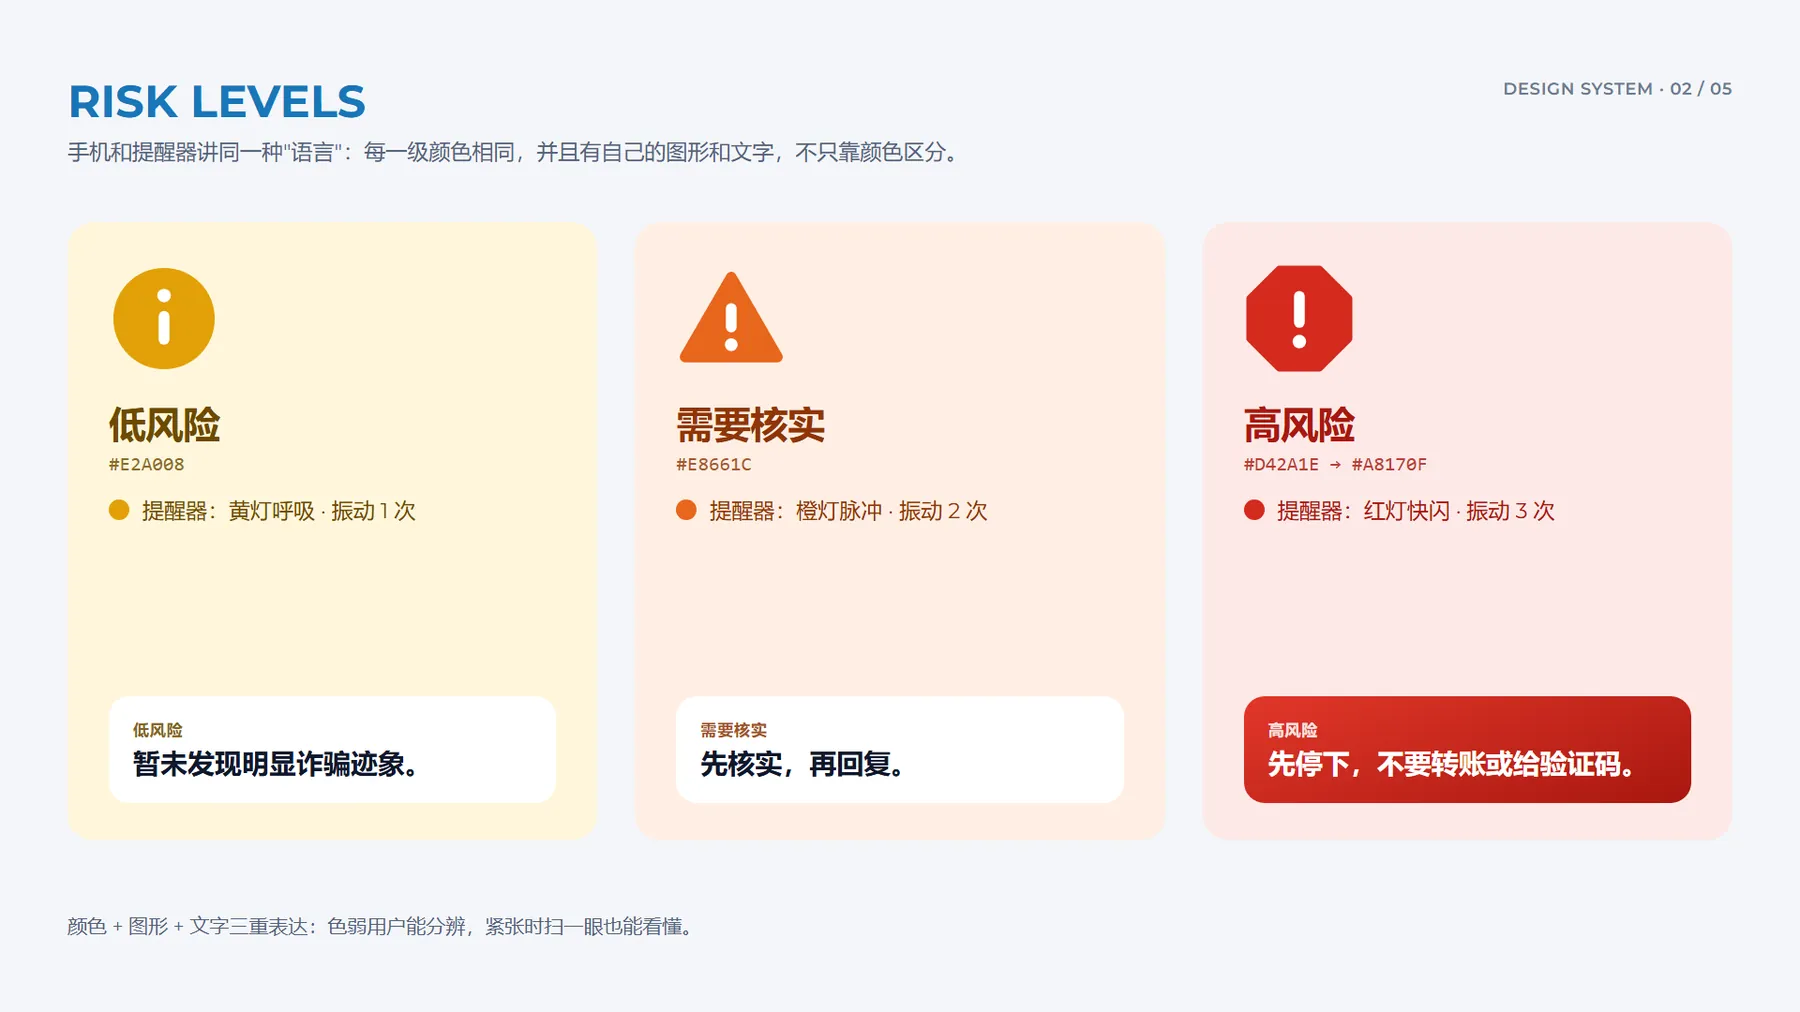 RISK LEVELS
DESIGN SYSTEM · 02 / 05
手机和提醒器讲同一种"语言"：每一级颜色相同，并且有自己的图形和文字，不只靠颜色区分。
低风险
#E2A008
提醒器：黄灯呼吸 · 振动 1 次
低风险
暂未发现明显诈骗迹象。
需要核实
#E8661C
提醒器：橙灯脉冲 · 振动 2 次
需要核实
先核实，再回复。
高风险
#D42A1E → #A8170F
提醒器：红灯快闪 · 振动 3 次
高风险
先停下，不要转账或给验证码。
颜色 + 图形 + 文字三重表达：色弱用户能分辨，紧张时扫一眼也能看懂。